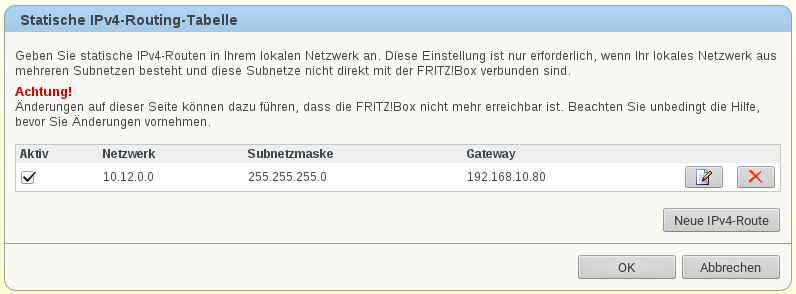 Statische IPv4-Routing-Tabelle
Geben Sie statische IPv4-Routen in Ihrem lokalen Netzwerk an. Diese Einstellung ist nur erforderlich, wenn Ihr lokales Netzwerk aus
mehreren Subnetzen besteht und diese Subnetze nicht direkt mit der FRITZ!Box verbunden sind.
Achtung!
Änderungen auf dieser Seite können dazu führen, dass die FRITZ!Box nicht mehr erreichbar ist. Beachten Sie unbedingt die Hilfe,
bevor Sie Änderungen vornehmen.
Aktiv Netzwerk Subnetzmaske Gateway
10.12.0.0 255.255.255.0 192.168.10.80
Neue IPv4-Route
OK Abbrechen